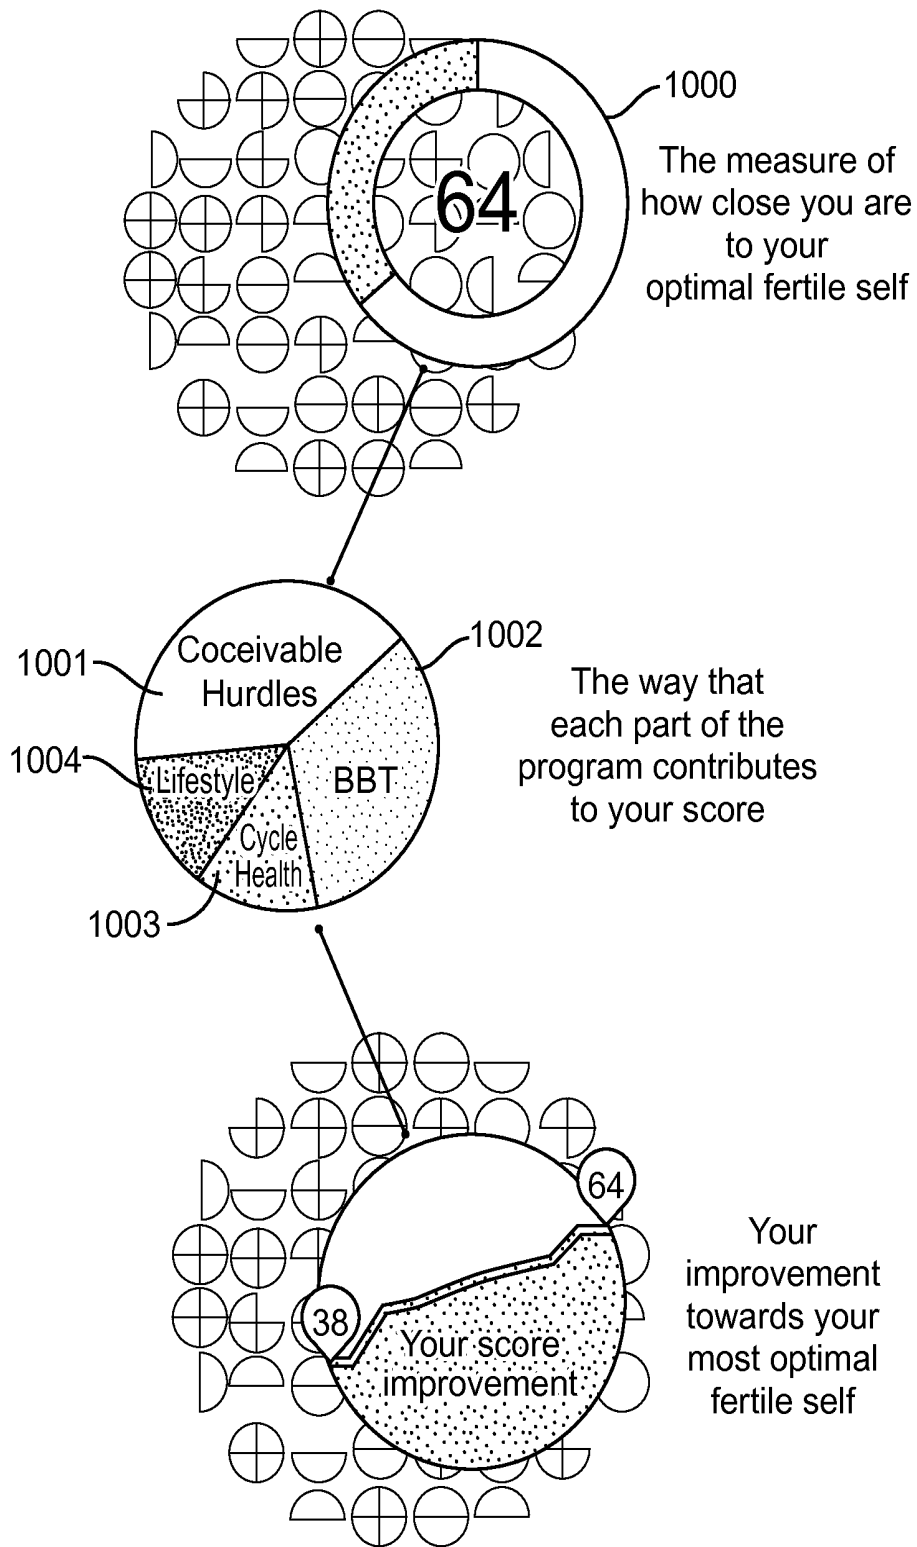 1000
The measure of
how close you are
to your
optimal fertile self
64
1001
Coceivable
Hurdles
1002
1004
Lifestyle
BBT
Cycle
Health
1003
The way that
each part of the
program contributes
to your score
64
38
Your score
improvement
Your
improvement
towards your
most optimal
fertile self